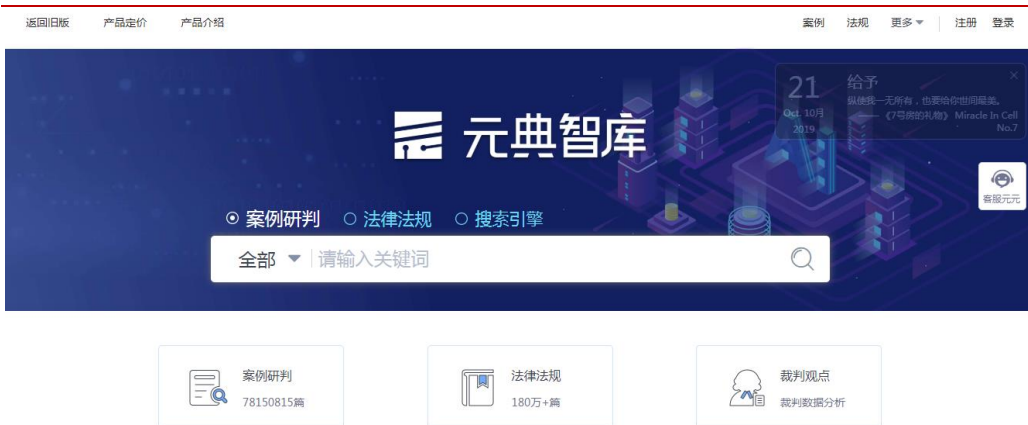 返回旧版 产品定价 产品介绍 案例 法规 更多 注册 登录
21
Oct. 10月
2019
给予
纵使我一无所有，也要给你世间最美。
——《7号房的礼物》 Miracle In Cell
No.7
元典智库
客服元元
案例研判 法律法规 搜索引擎
全部 请输入关键词
案例研判
78150815篇
法律法规
180万+篇
裁判观点
裁判数据分析